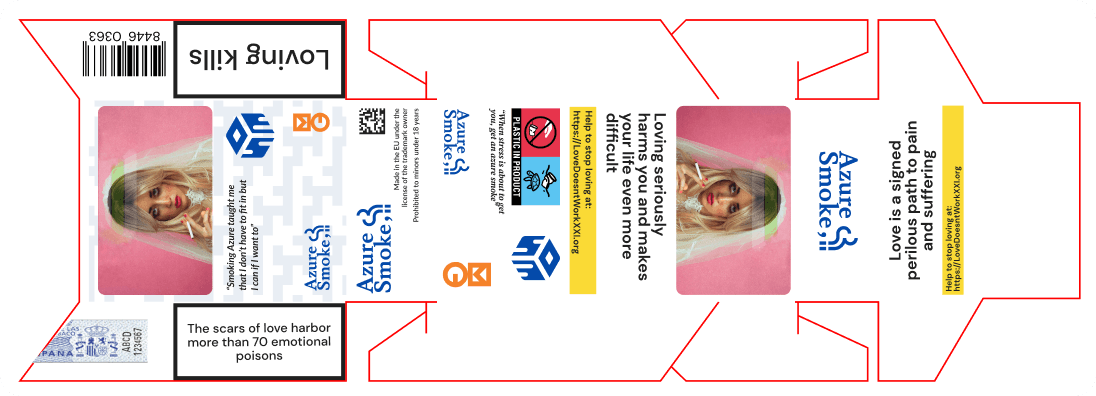 8446 0363
Loving kills
"Smoking Azure taught me
that I don't have to fit in but
I can if I want to"
Azure
Smoke,
The scars of love harbor
more than 70 emotional
poisons
PANA
ABCD
1234567
Made in the EU under the
license of the trademark owner
Prohibited to minors under 18 years
Azure
Smoke,
Azure
Smoke,
"When stress is about to get
you, get an azure smoke"
PLASTIC IN PRODUCT
Help to stop loving at:
https://LoveDoesntWorkXXI.org
Loving seriously
harms you and makes
your life even more
difficult
Azure
Smoke,
Love is a signed
perilous path to pain
and suffering
Help to stop loving at:
https://LoveDoesntWorkXXI.org